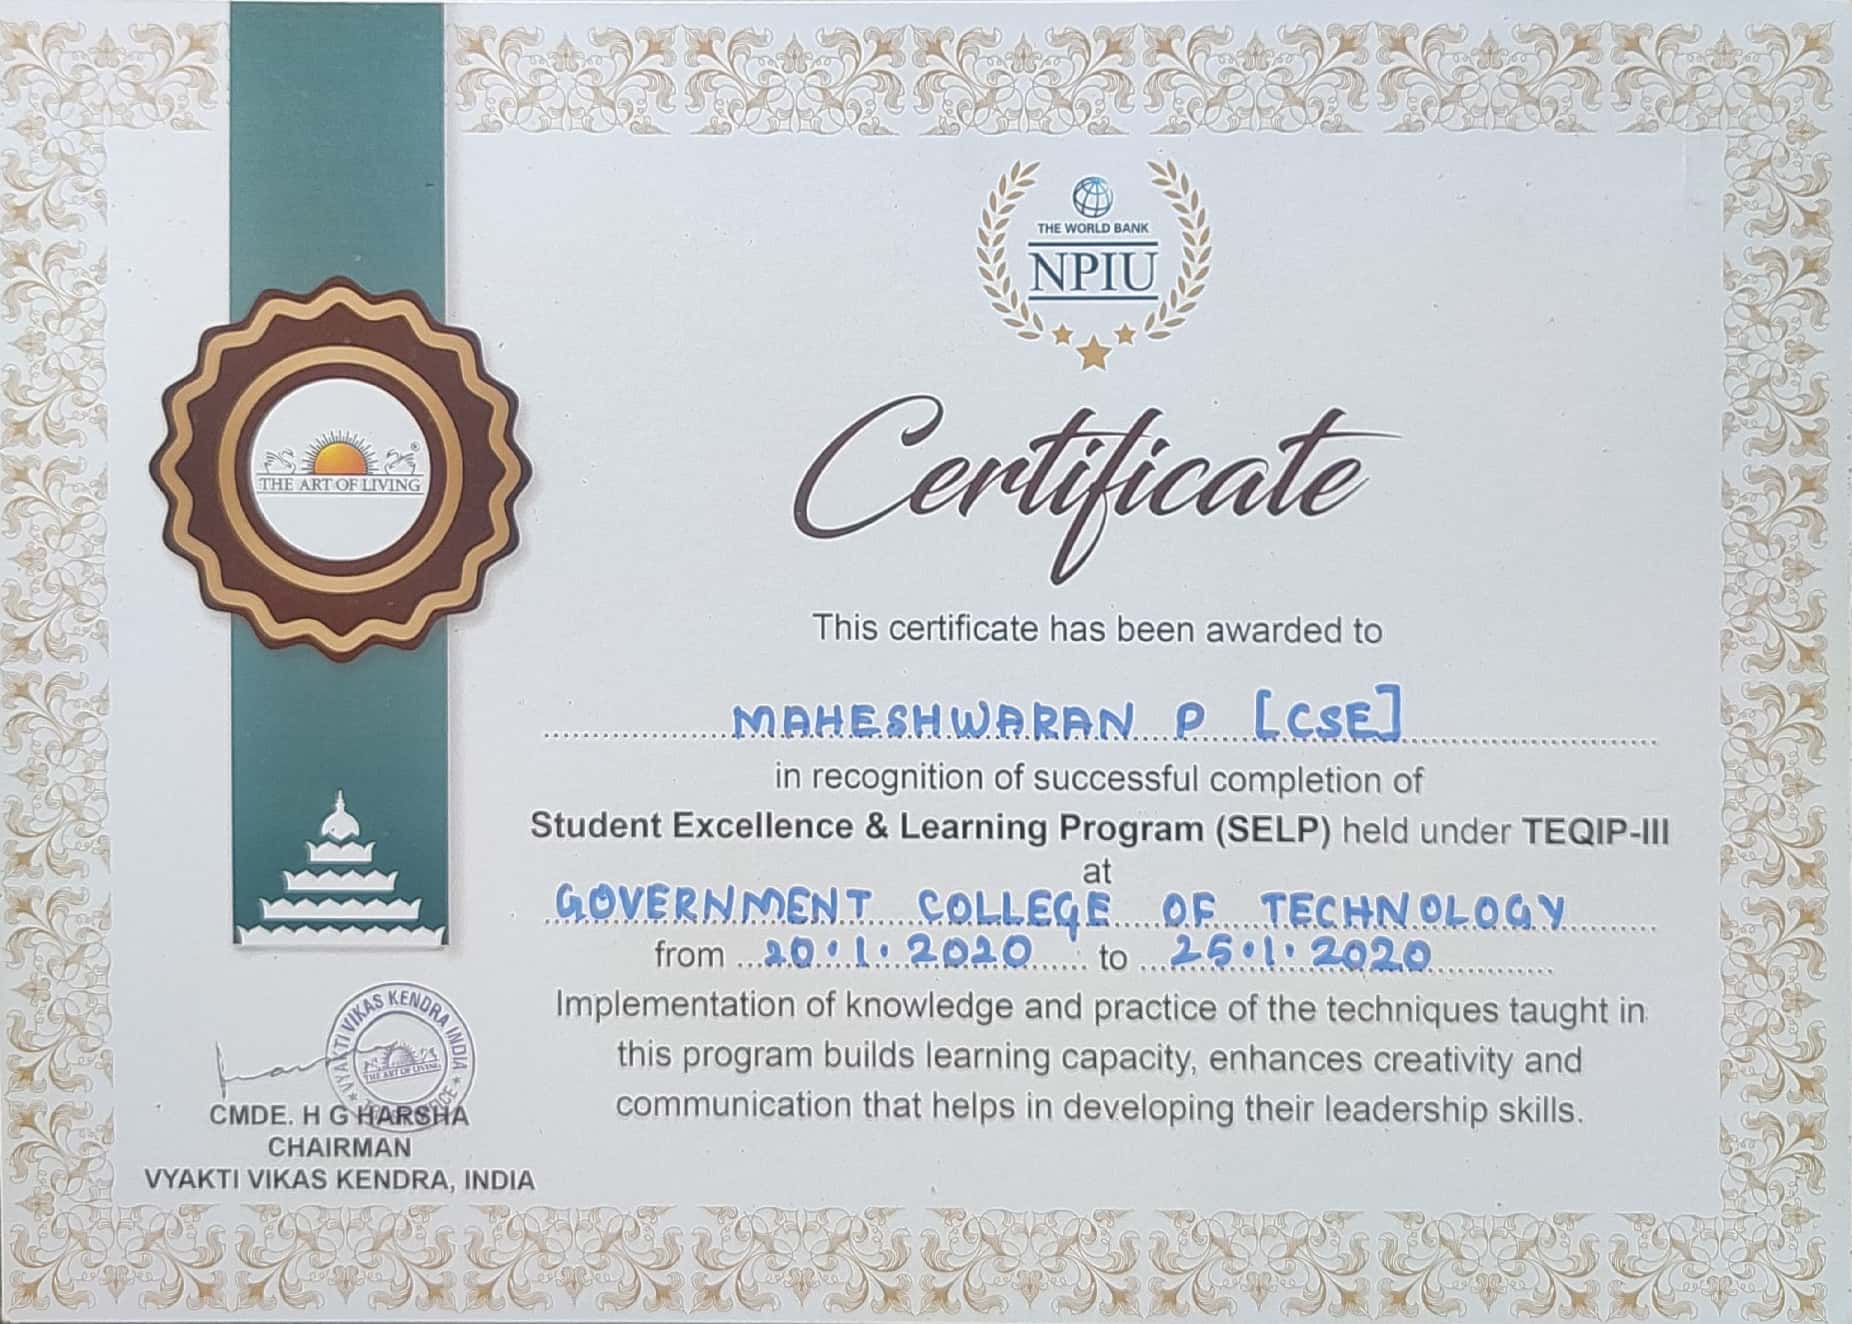 THE WORLD BANK
NPIU
THE ART OF LIVING
Certificate
This certificate has been awarded to
MAHESHWARAN P [CSE]
in recognition of successful completion of
Student Excellence & Learning Program (SELP) held under TEQIP-III
at
GOVERNMENT COLLEGE OF TECHNOLOGY
from 20.1.2020 to 25.1.2020
Implementation of knowledge and practice of the techniques taught in
this program builds learning capacity, enhances creativity and
communication that helps in developing their leadership skills.
VYAKTI VIKAS KENDRA INDIA
THE ART OF LIVING
CMDE. H G HARSHA
CHAIRMAN
VYAKTI VIKAS KENDRA, INDIA